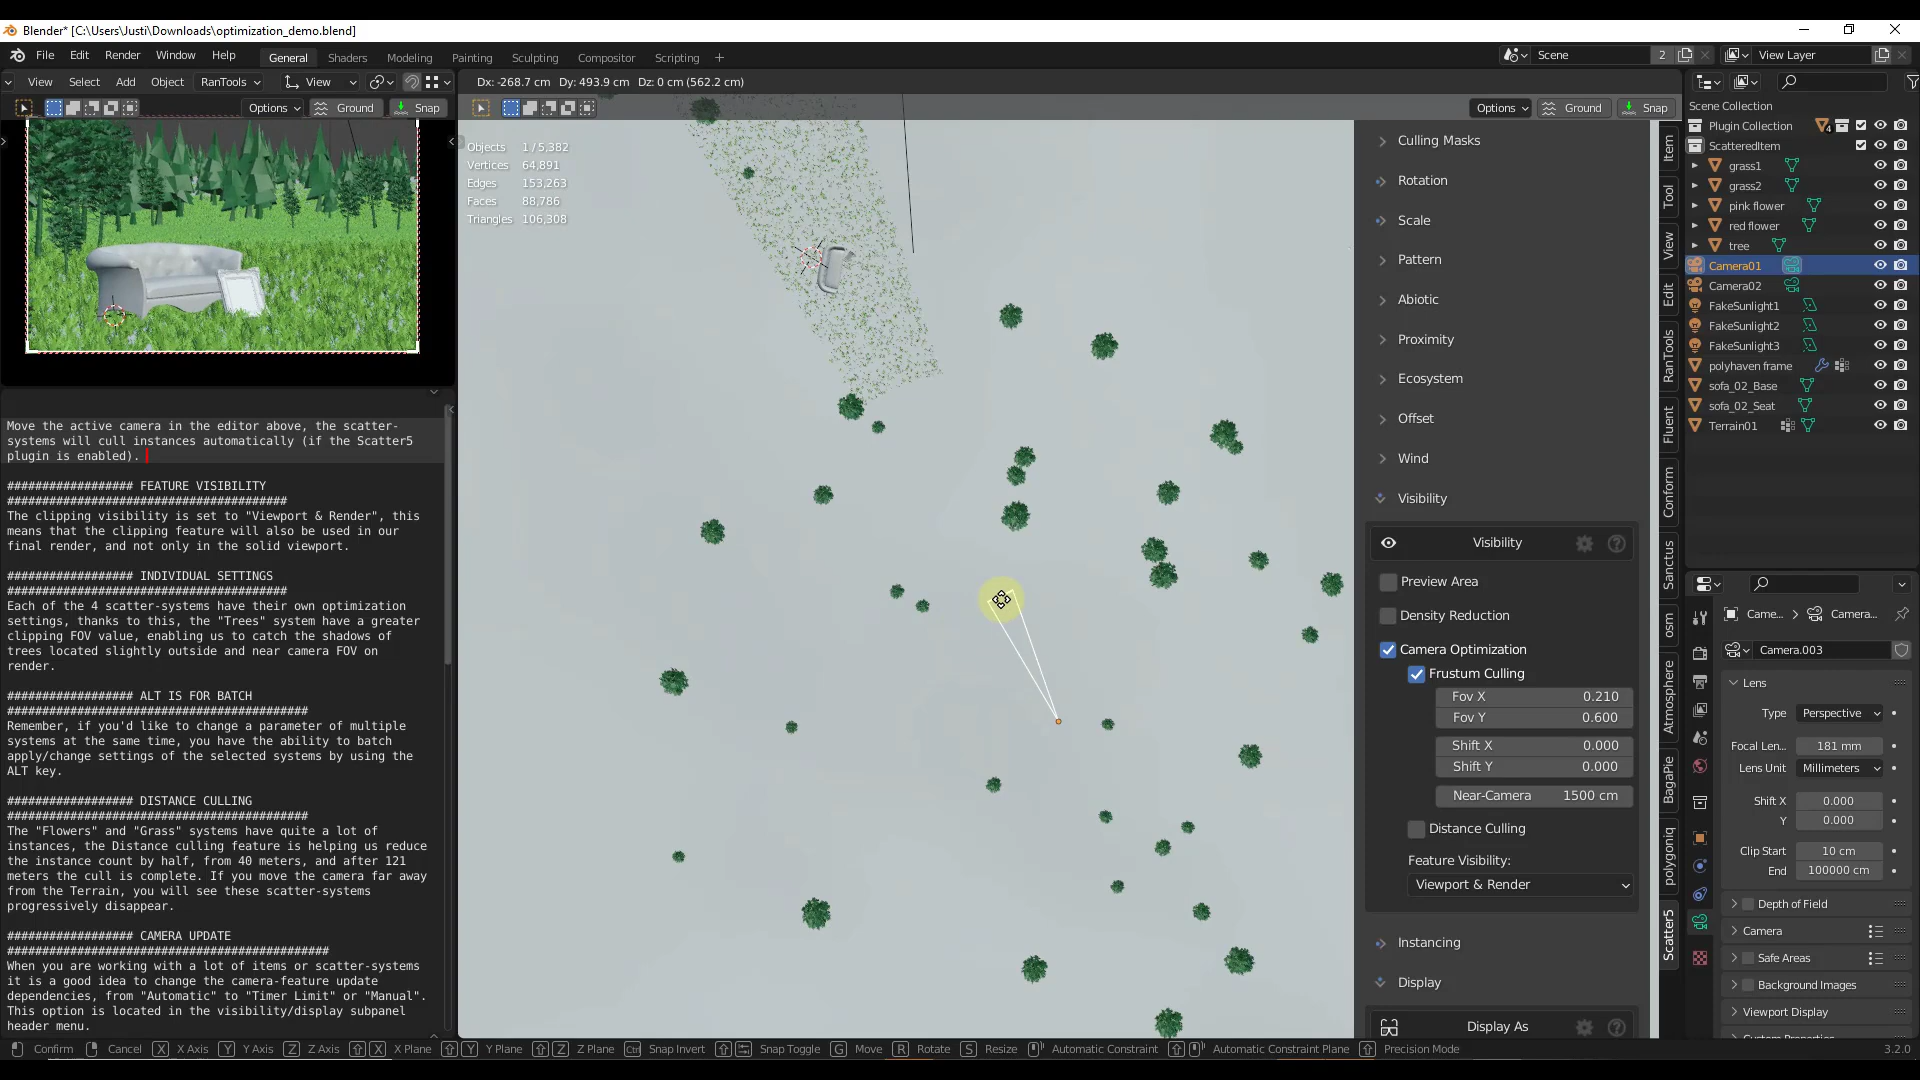 Blender* [C:\Users\Justi\Downloads\optimization_demo.blend]
File Edit Render Window Help General Shaders Modeling Painting Sculpting Compositor Scripting + Scene 2 View Layer
View Select Add Object RanTools View Dx: -268.7 cm Dy: 493.9 cm Dz: 0 cm (562.2 cm)
Options Ground Snap Options Ground Snap
Objects 1 / 5,382
Vertices 64,891
Edges 153,263
Faces 88,786
Triangles 106,308
Move the active camera in the editor above, the scatter-
systems will cull instances automatically (if the Scatter5
plugin is enabled).
################## FEATURE VISIBILITY
########################################
The clipping visibility is set to "Viewport & Render", this
means that the clipping feature will also be used in our
final render, and not only in the solid viewport.
################## INDIVIDUAL SETTINGS
########################################
Each of the 4 scatter-systems have their own optimization
settings, thanks to this, the "Trees" system have a greater
clipping FOV value, enabling us to catch the shadows of
trees located slightly outside and near camera FOV on
render.
################## ALT IS FOR BATCH
###########################################
Remember, if you'd like to change a parameter of multiple
systems at the same time, you have the ability to batch
apply/change settings of the selected systems by using the
ALT key.
################## DISTANCE CULLING
###########################################
The "Flowers" and "Grass" systems have quite a lot of
instances, the Distance culling feature is helping us reduce
the instance count by half, from 40 meters, and after 121
meters the cull is complete. If you move the camera far away
from the Terrain, you will see these scatter-systems
progressively disappear.
################## CAMERA UPDATE
##############################################
When you are working with a lot of items or scatter-systems
it is a good idea to change the camera-feature update
dependencies, from "Automatic" to "Timer Limit" or "Manual".
This option is located in the visibility/display subpanel
header menu.
Culling Masks
Rotation
Scale
Pattern
Abiotic
Proximity
Ecosystem
Offset
Wind
Visibility
Visibility
Preview Area
Density Reduction
Camera Optimization
Frustum Culling
Fov X 0.210
Fov Y 0.600
Shift X 0.000
Shift Y 0.000
Near-Camera 1500 cm
Distance Culling
Feature Visibility:
Viewport & Render
Instancing
Display
Display As
Item
Tool
View
Edit
RanTools
Fluent
Conform
Sanctus
osm
Atmosphere
BagaPie
polygoniq
Scatter5
Scene Collection
Plugin Collection 4
ScatteredItem
grass1
grass2
pink flower
red flower
tree
Camera01
Camera02
FakeSunlight1
FakeSunlight2
FakeSunlight3
polyhaven frame
sofa_02_Base
sofa_02_Seat
Terrain01
Came... > Camera...
Camera.003
Lens
Type Perspective
Focal Len... 181 mm
Lens Unit Millimeters
Shift X 0.000
Y 0.000
Clip Start 10 cm
End 100000 cm
Depth of Field
Camera
Safe Areas
Background Images
Viewport Display
Confirm Cancel X X Axis Y Y Axis Z Z Axis X X Plane Y Y Plane Z Z Plane Ctrl Snap Invert Snap Toggle G Move R Rotate S Resize Automatic Constraint Automatic Constraint Plane Precision Mode 3.2.0